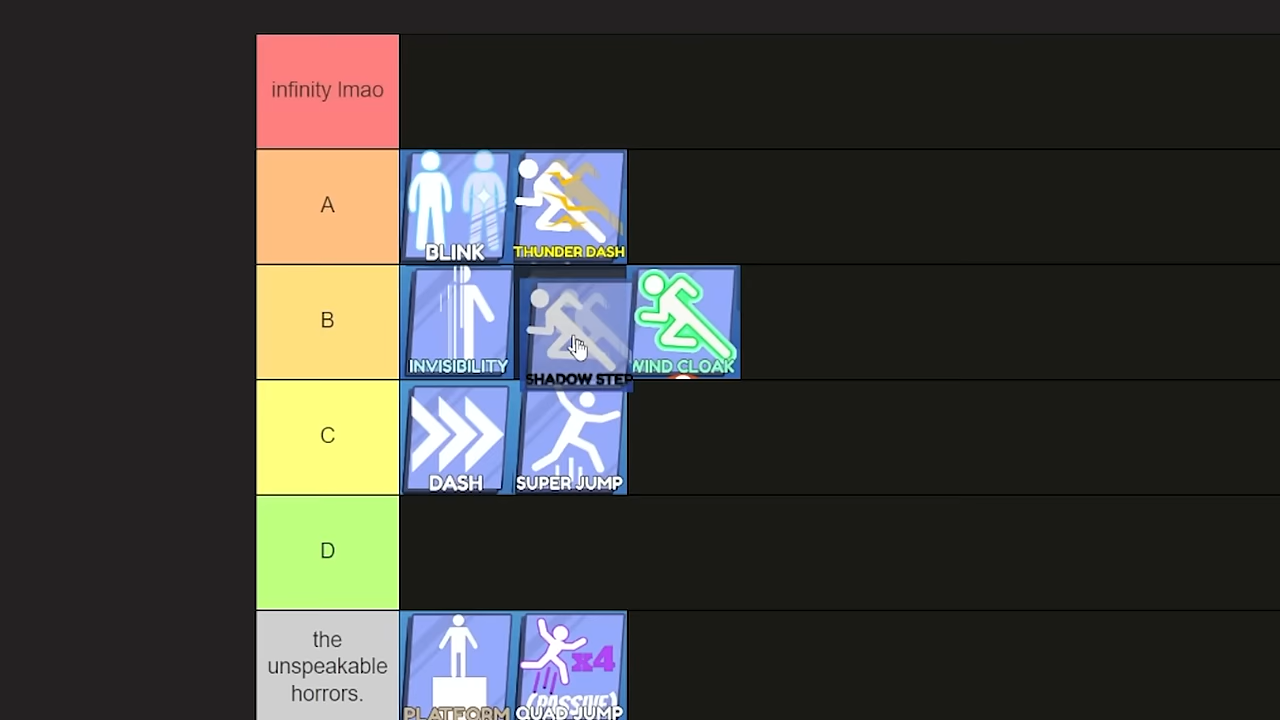 infinity lmao
A
BLINK
THUNDER DASH
B
INVISIBILITY
SHADOW STEP
WIND CLOAK
C
DASH
SUPER JUMP
D
the
unspeakable
horrors.
PLATFORM
x4
(PASSIVE)
QUAD JUMP